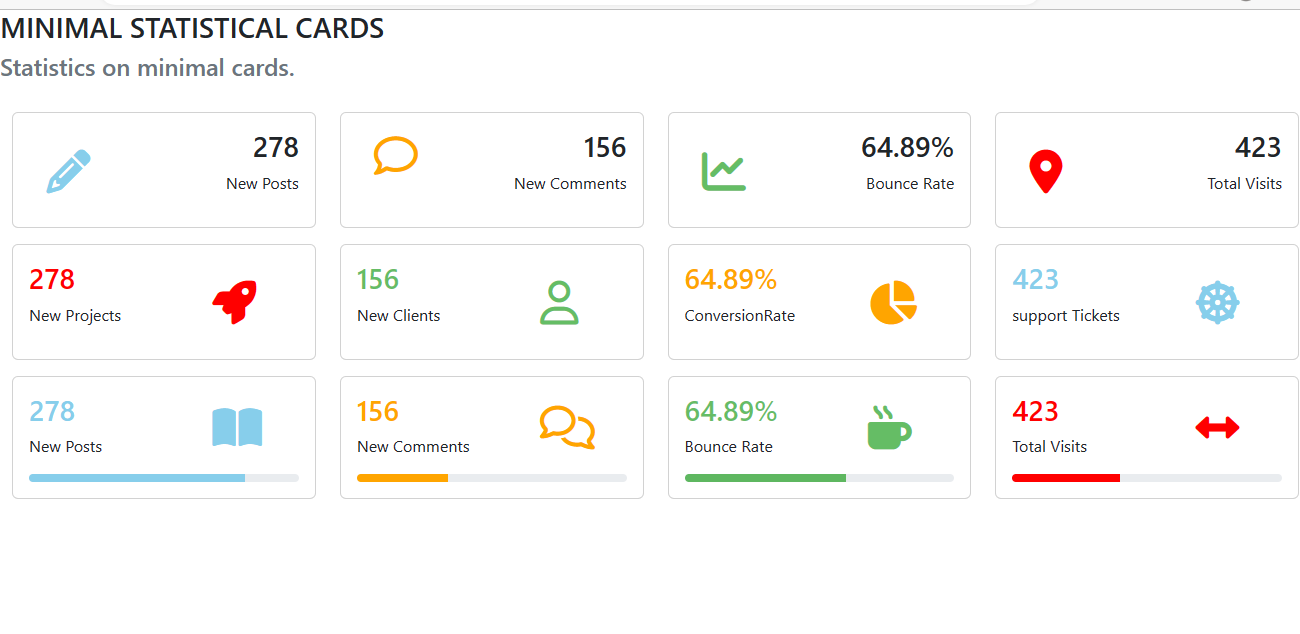 MINIMAL STATISTICAL CARDS
Statistics on minimal cards.
278
New Posts
156
New Comments
64.89%
Bounce Rate
423
Total Visits
278
New Projects
156
New Clients
64.89%
ConversionRate
423
support Tickets
278
New Posts
156
New Comments
64.89%
Bounce Rate
423
Total Visits